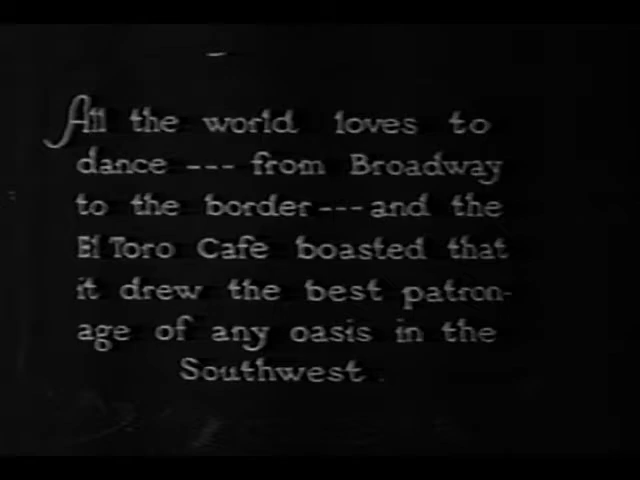 All the world loves to
dance --- from Broadway
to the border --- and the
El Toro Cafe boasted that
it drew the best patron-
age of any oasis in the
Southwest.